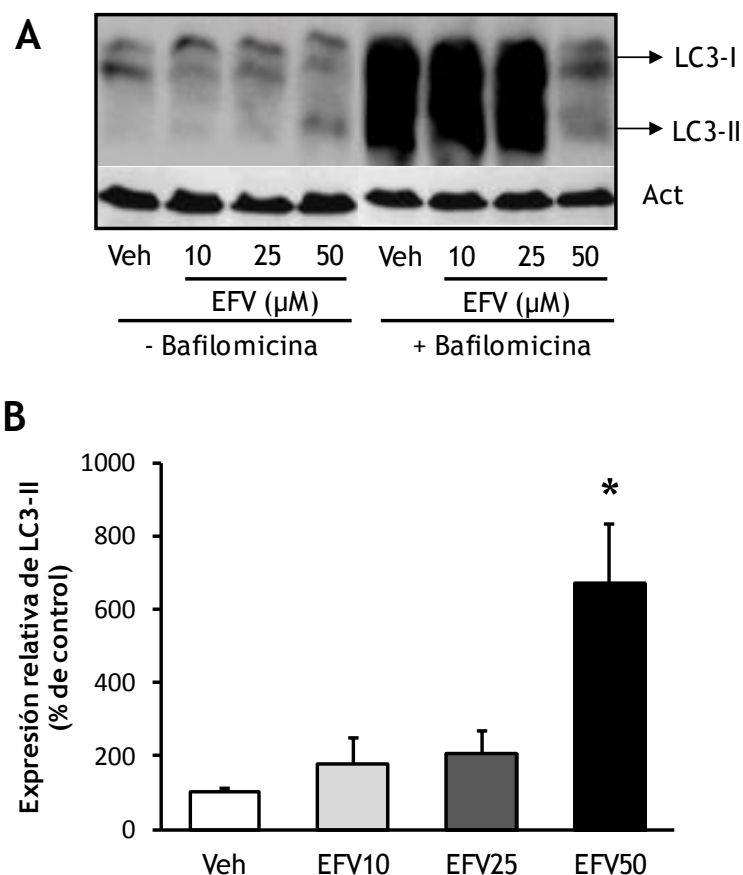 A
LC3-I
LC3-II
Act
Veh 10 25 50 Veh 10 25 50
EFV (µM) EFV (µM)
- Bafilomicina + Bafilomicina
B
Expresión relativa de LC3-II
(% de control)
1000
800
600
400
200
0
*
Veh EFV10 EFV25 EFV50